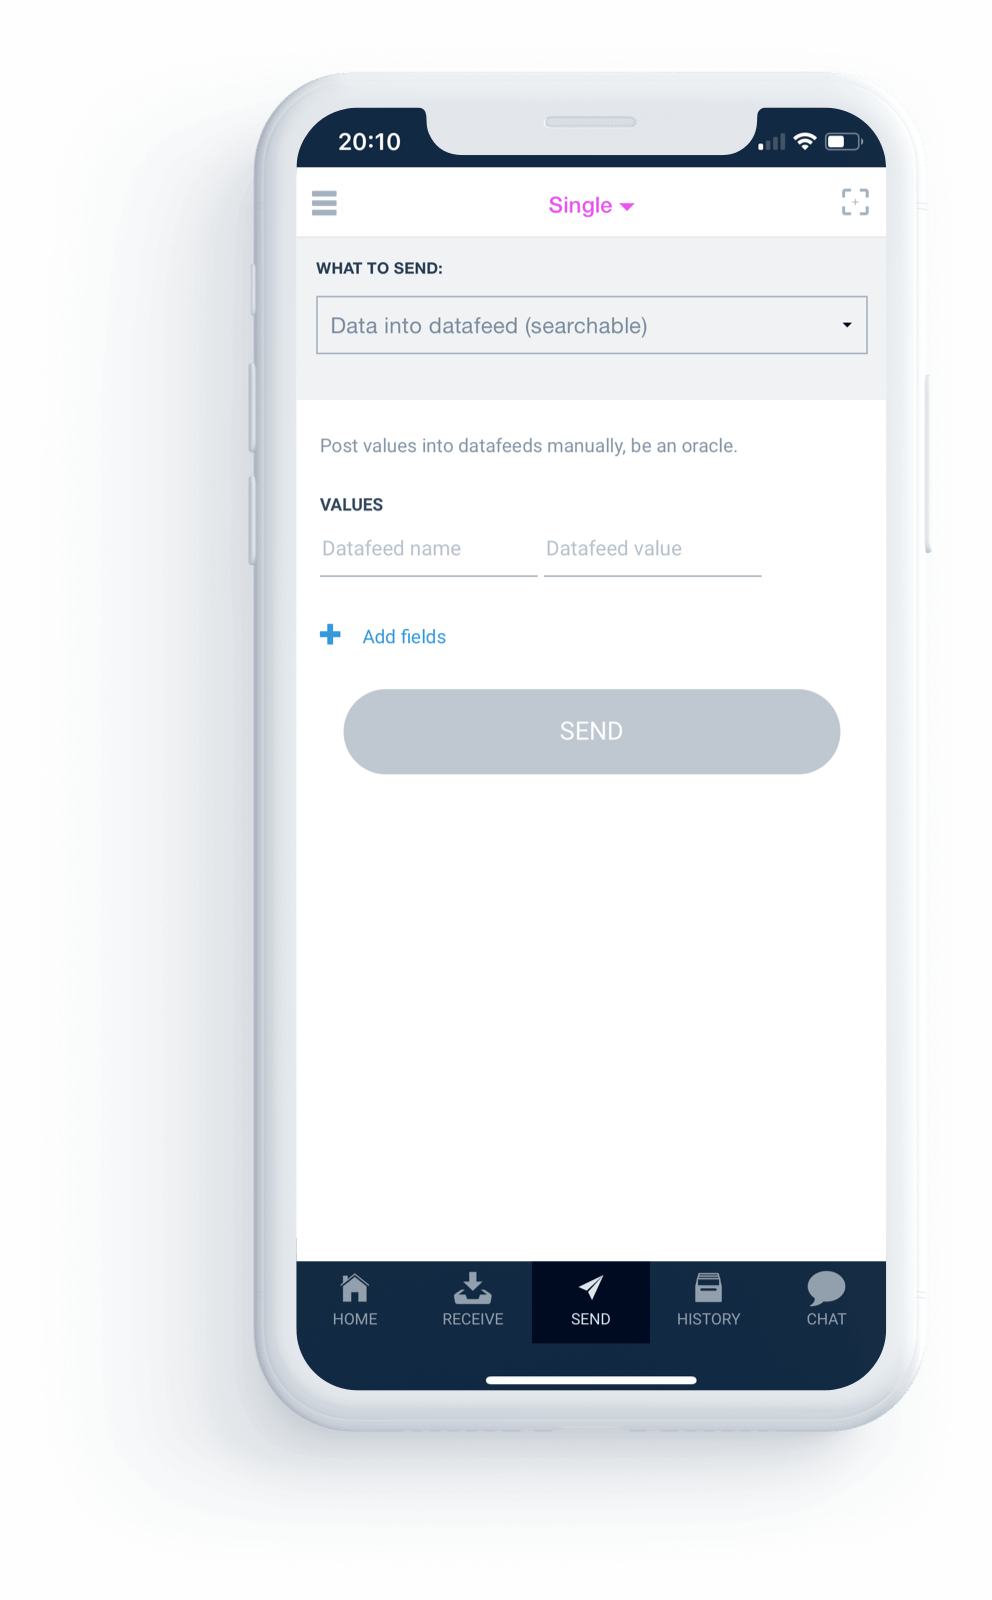 20:10
Single
WHAT TO SEND:
Data into datafeed (searchable)
Post values into datafeeds manually, be an oracle.
VALUES
Datafeed name Datafeed value
Add fields
SEND
HOME RECEIVE SEND HISTORY CHAT